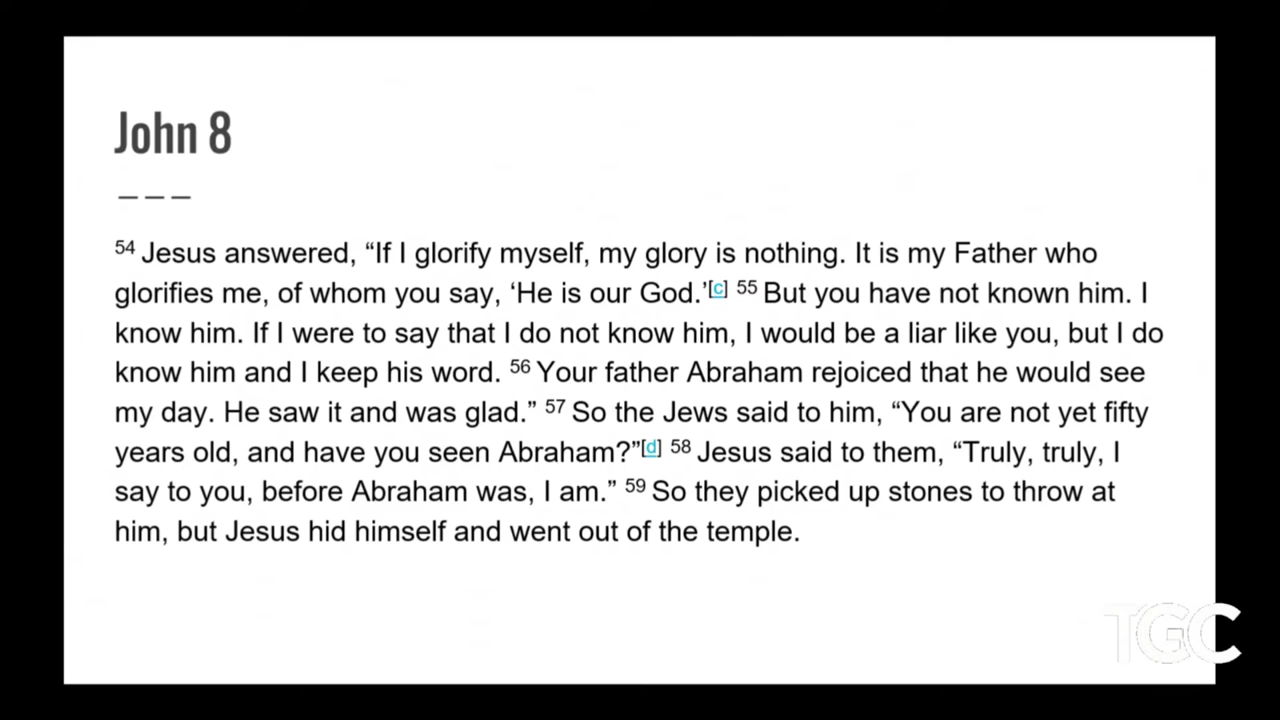 John 8
54 Jesus answered, “If I glorify myself, my glory is nothing. It is my Father who
glorifies me, of whom you say, ‘He is our God.’[c] 55 But you have not known him. I
know him. If I were to say that I do not know him, I would be a liar like you, but I do
know him and I keep his word. 56 Your father Abraham rejoiced that he would see
my day. He saw it and was glad.” 57 So the Jews said to him, “You are not yet fifty
years old, and have you seen Abraham?”[d] 58 Jesus said to them, “Truly, truly, I
say to you, before Abraham was, I am.” 59 So they picked up stones to throw at
him, but Jesus hid himself and went out of the temple.
TGC